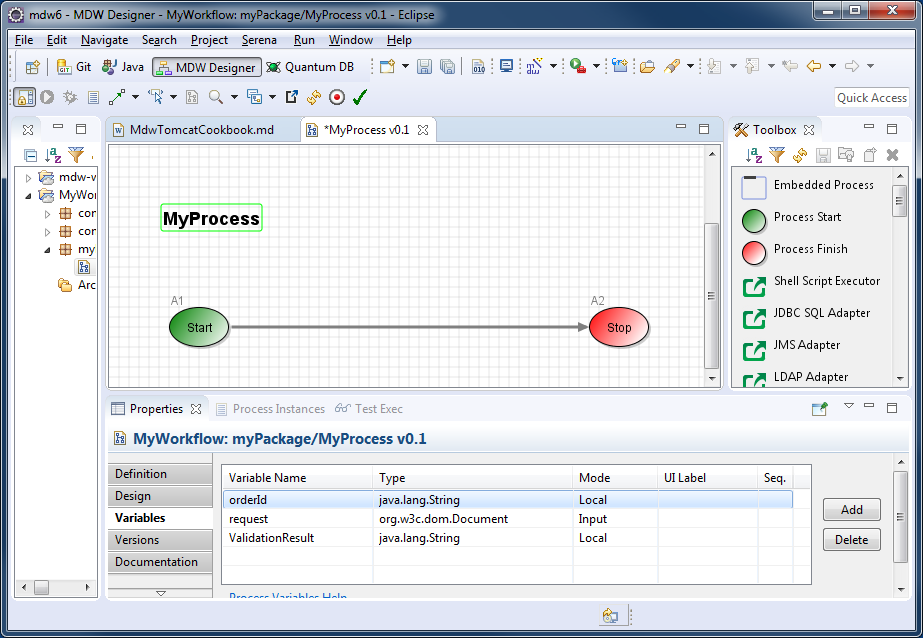 mdw6 - MDW Designer - MyWorkflow: myPackage/MyProcess v0.1 - Eclipse
File Edit Navigate Search Project Serena Run Window Help
Git Java MDW Designer Quantum DB
Quick Access
MdwTomcatCookbook.md *MyProcess v0.1 Toolbox
mdw-v
MyWor
cor
cor
my
Arc
MyProcess
A1 A2
Start Stop
Embedded Process
Process Start
Process Finish
Shell Script Executor
JDBC SQL Adapter
JMS Adapter
LDAP Adapter
Properties Process Instances Test Exec
MyWorkflow: myPackage/MyProcess v0.1
Definition
Design
Variables
Versions
Documentation
Variable Name Type Mode UI Label Seq.
orderId java.lang.String Local
request org.w3c.dom.Document Input
ValidationResult java.lang.String Local
Add
Delete
Process Variables Help